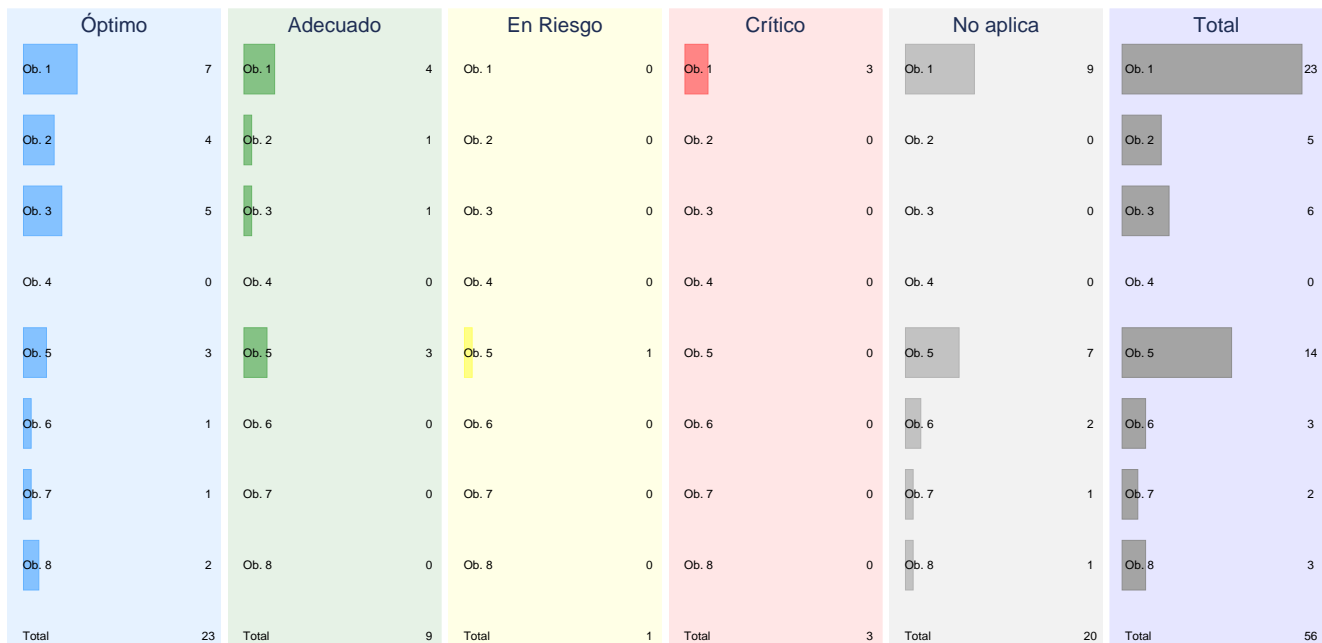 Óptimo Adecuado En Riesgo Crítico No aplica Total
Ob. 1 7 Ob. 1 4 Ob. 1 0 Ob. 1 3 Ob. 1 9 Ob. 1 23
Ob. 2 4 Ob. 2 1 Ob. 2 0 Ob. 2 0 Ob. 2 0 Ob. 2 5
Ob. 3 5 Ob. 3 1 Ob. 3 0 Ob. 3 0 Ob. 3 0 Ob. 3 6
Ob. 4 0 Ob. 4 0 Ob. 4 0 Ob. 4 0 Ob. 4 0 Ob. 4 0
Ob. 5 3 Ob. 5 3 Ob. 5 1 Ob. 5 0 Ob. 5 7 Ob. 5 14
Ob. 6 1 Ob. 6 0 Ob. 6 0 Ob. 6 0 Ob. 6 2 Ob. 6 3
Ob. 7 1 Ob. 7 0 Ob. 7 0 Ob. 7 0 Ob. 7 1 Ob. 7 2
Ob. 8 2 Ob. 8 0 Ob. 8 0 Ob. 8 0 Ob. 8 1 Ob. 8 3
Total 23 Total 9 Total 1 Total 3 Total 20 Total 56